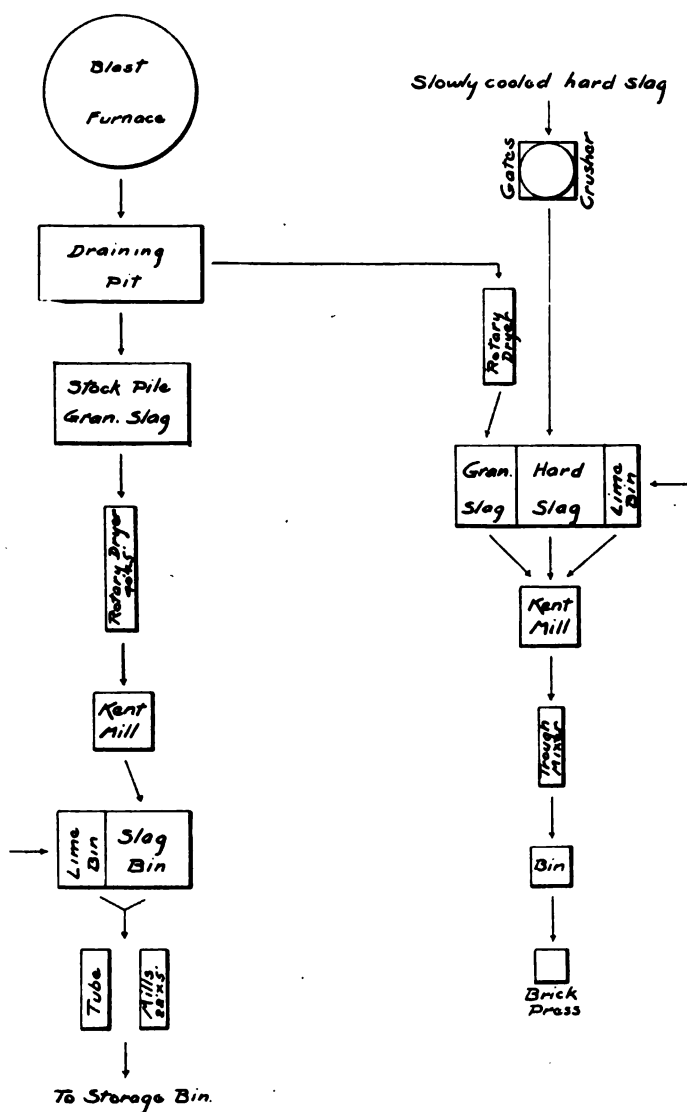 Blast
Furnace
Slowly cooled hard slag
Gates
Crusher
Draining
Pit
Rotary
Dryer
Stock Pile
Gran. Slag
Gran.
Slag
Hard
Slag
Lime
Bin
Rotary Dryer
Kent
Mill
Kent
Mill
Trough
Mixer
Lime
Bin
Slag
Bin
Bin
Tube
Mills
22'x5'
Brick
Press
To Storage Bin.